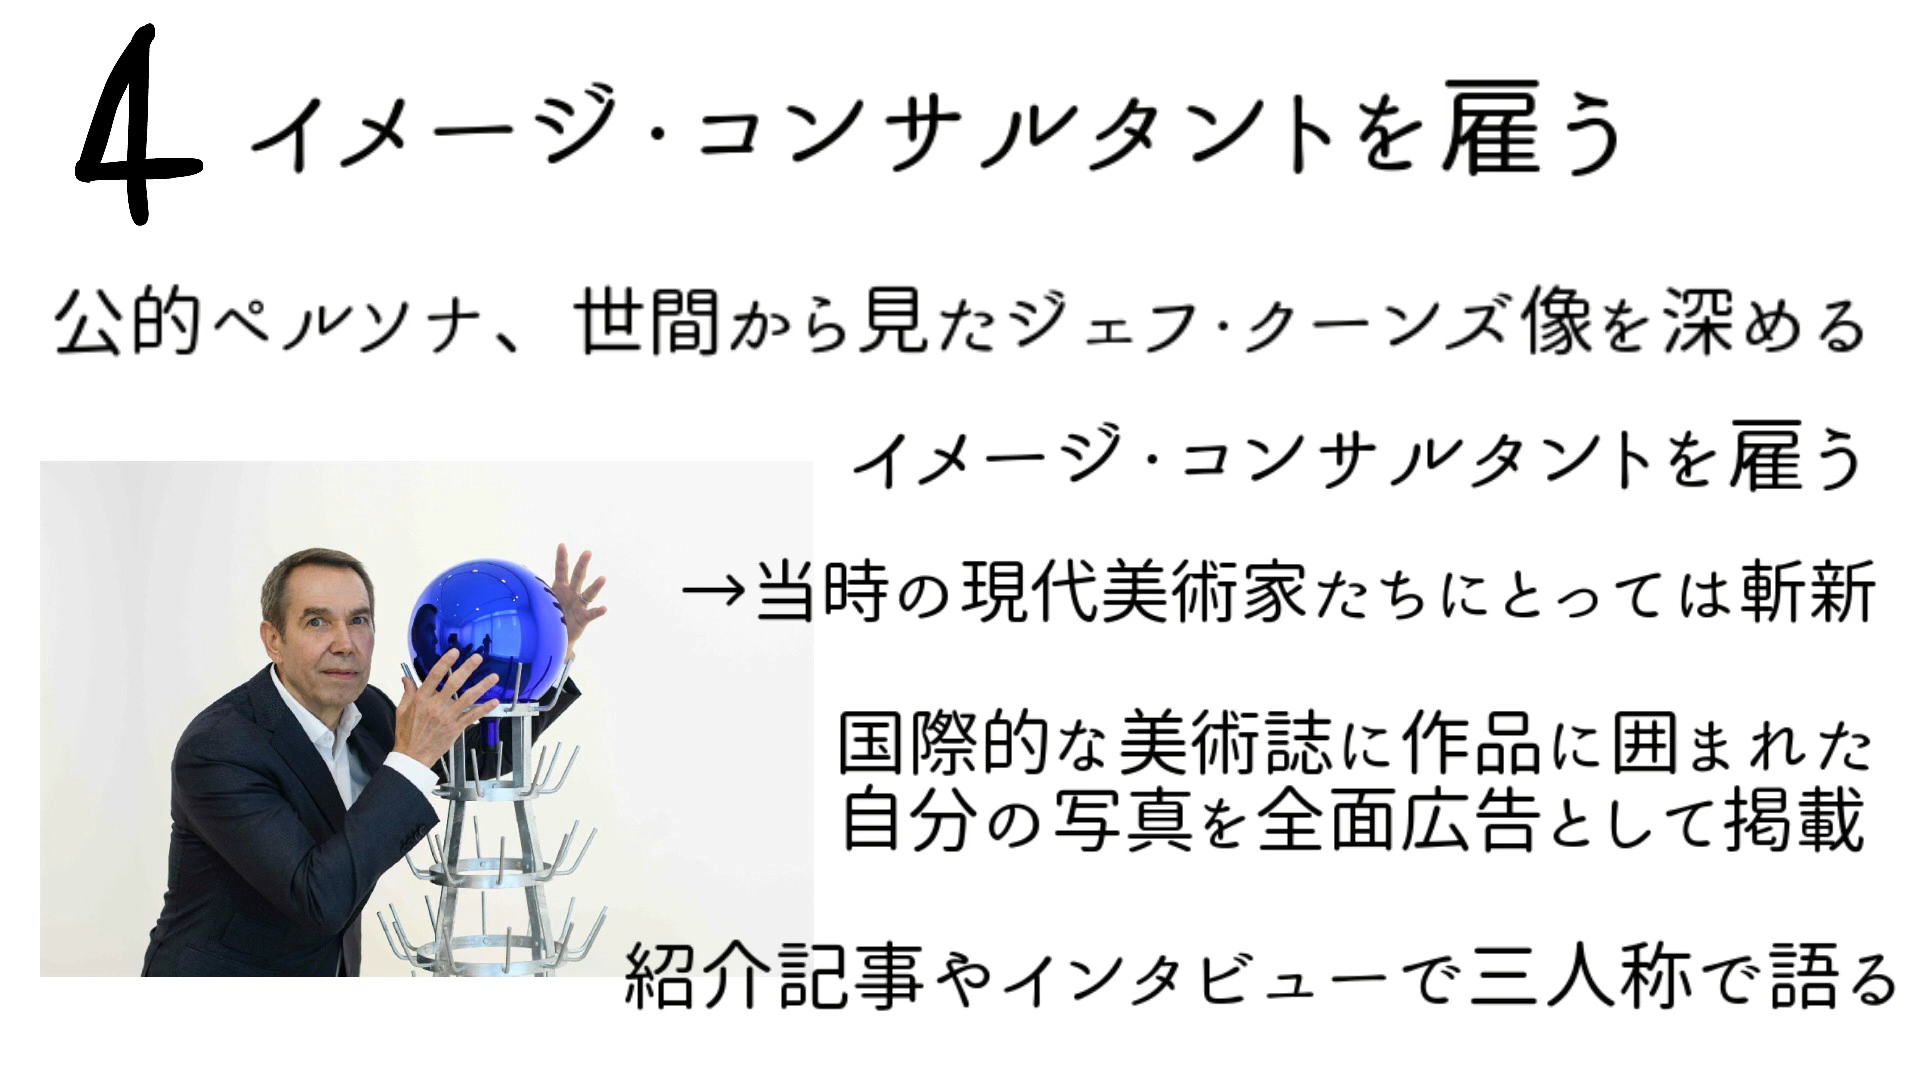 4 イメージ・コンサルタントを雇う
公的ペルソナ、世間から見たジェフ・クーンズ像を深める
イメージ・コンサルタントを雇う
→当時の現代美術家たちにとっては斬新
国際的な美術誌に作品に囲まれた
自分の写真を全面広告として掲載
紹介記事やインタビューで三人称で語る